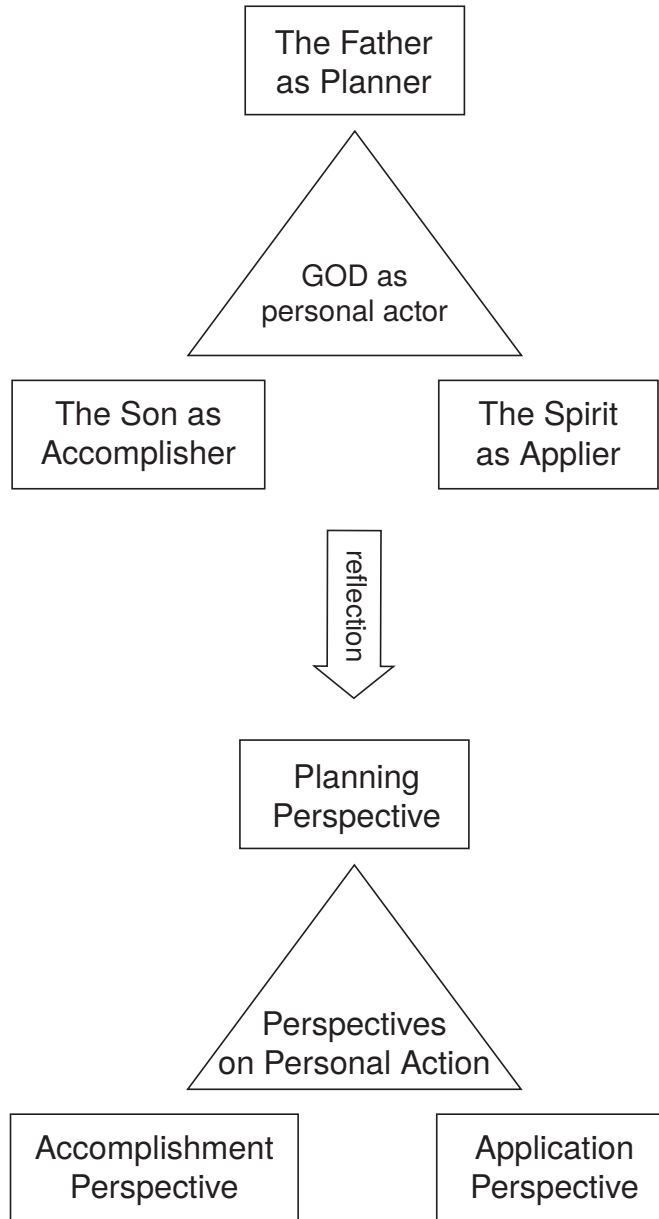 The Father
as Planner
GOD as
personal actor
The Son as
Accomplisher
The Spirit
as Applier
reflection
Planning
Perspective
Perspectives
on Personal Action
Accomplishment
Perspective
Application
Perspective